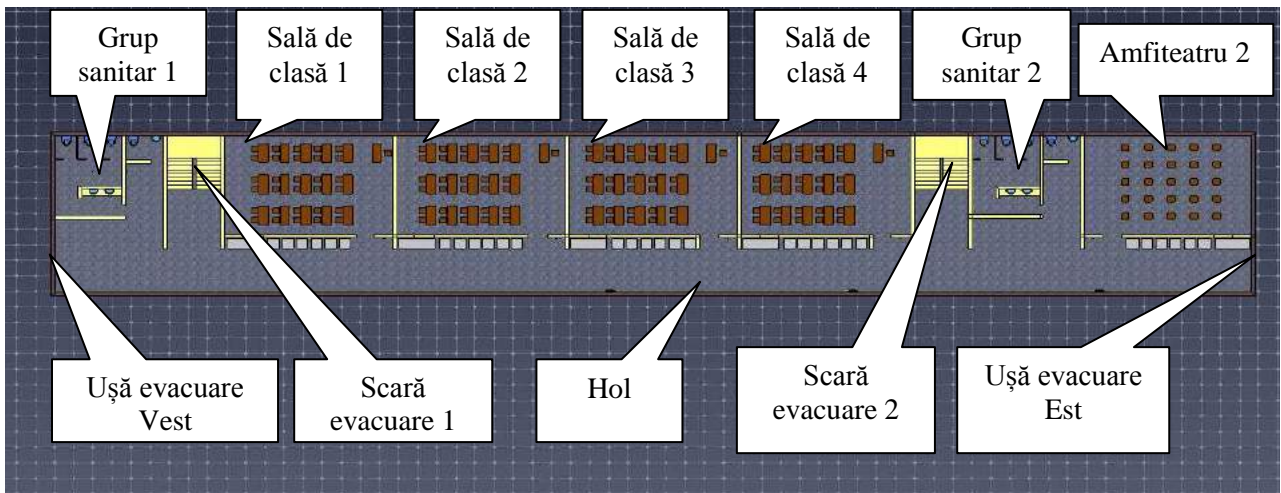 Grup
sanitar 1
Sală de
clasă 1
Sală de
clasă 2
Sală de
clasă 3
Sală de
clasă 4
Grup
sanitar 2
Amfiteatru 2
Ușă evacuare
Vest
Scară
evacuare 1
Hol
Scară
evacuare 2
Ușă evacuare
Est